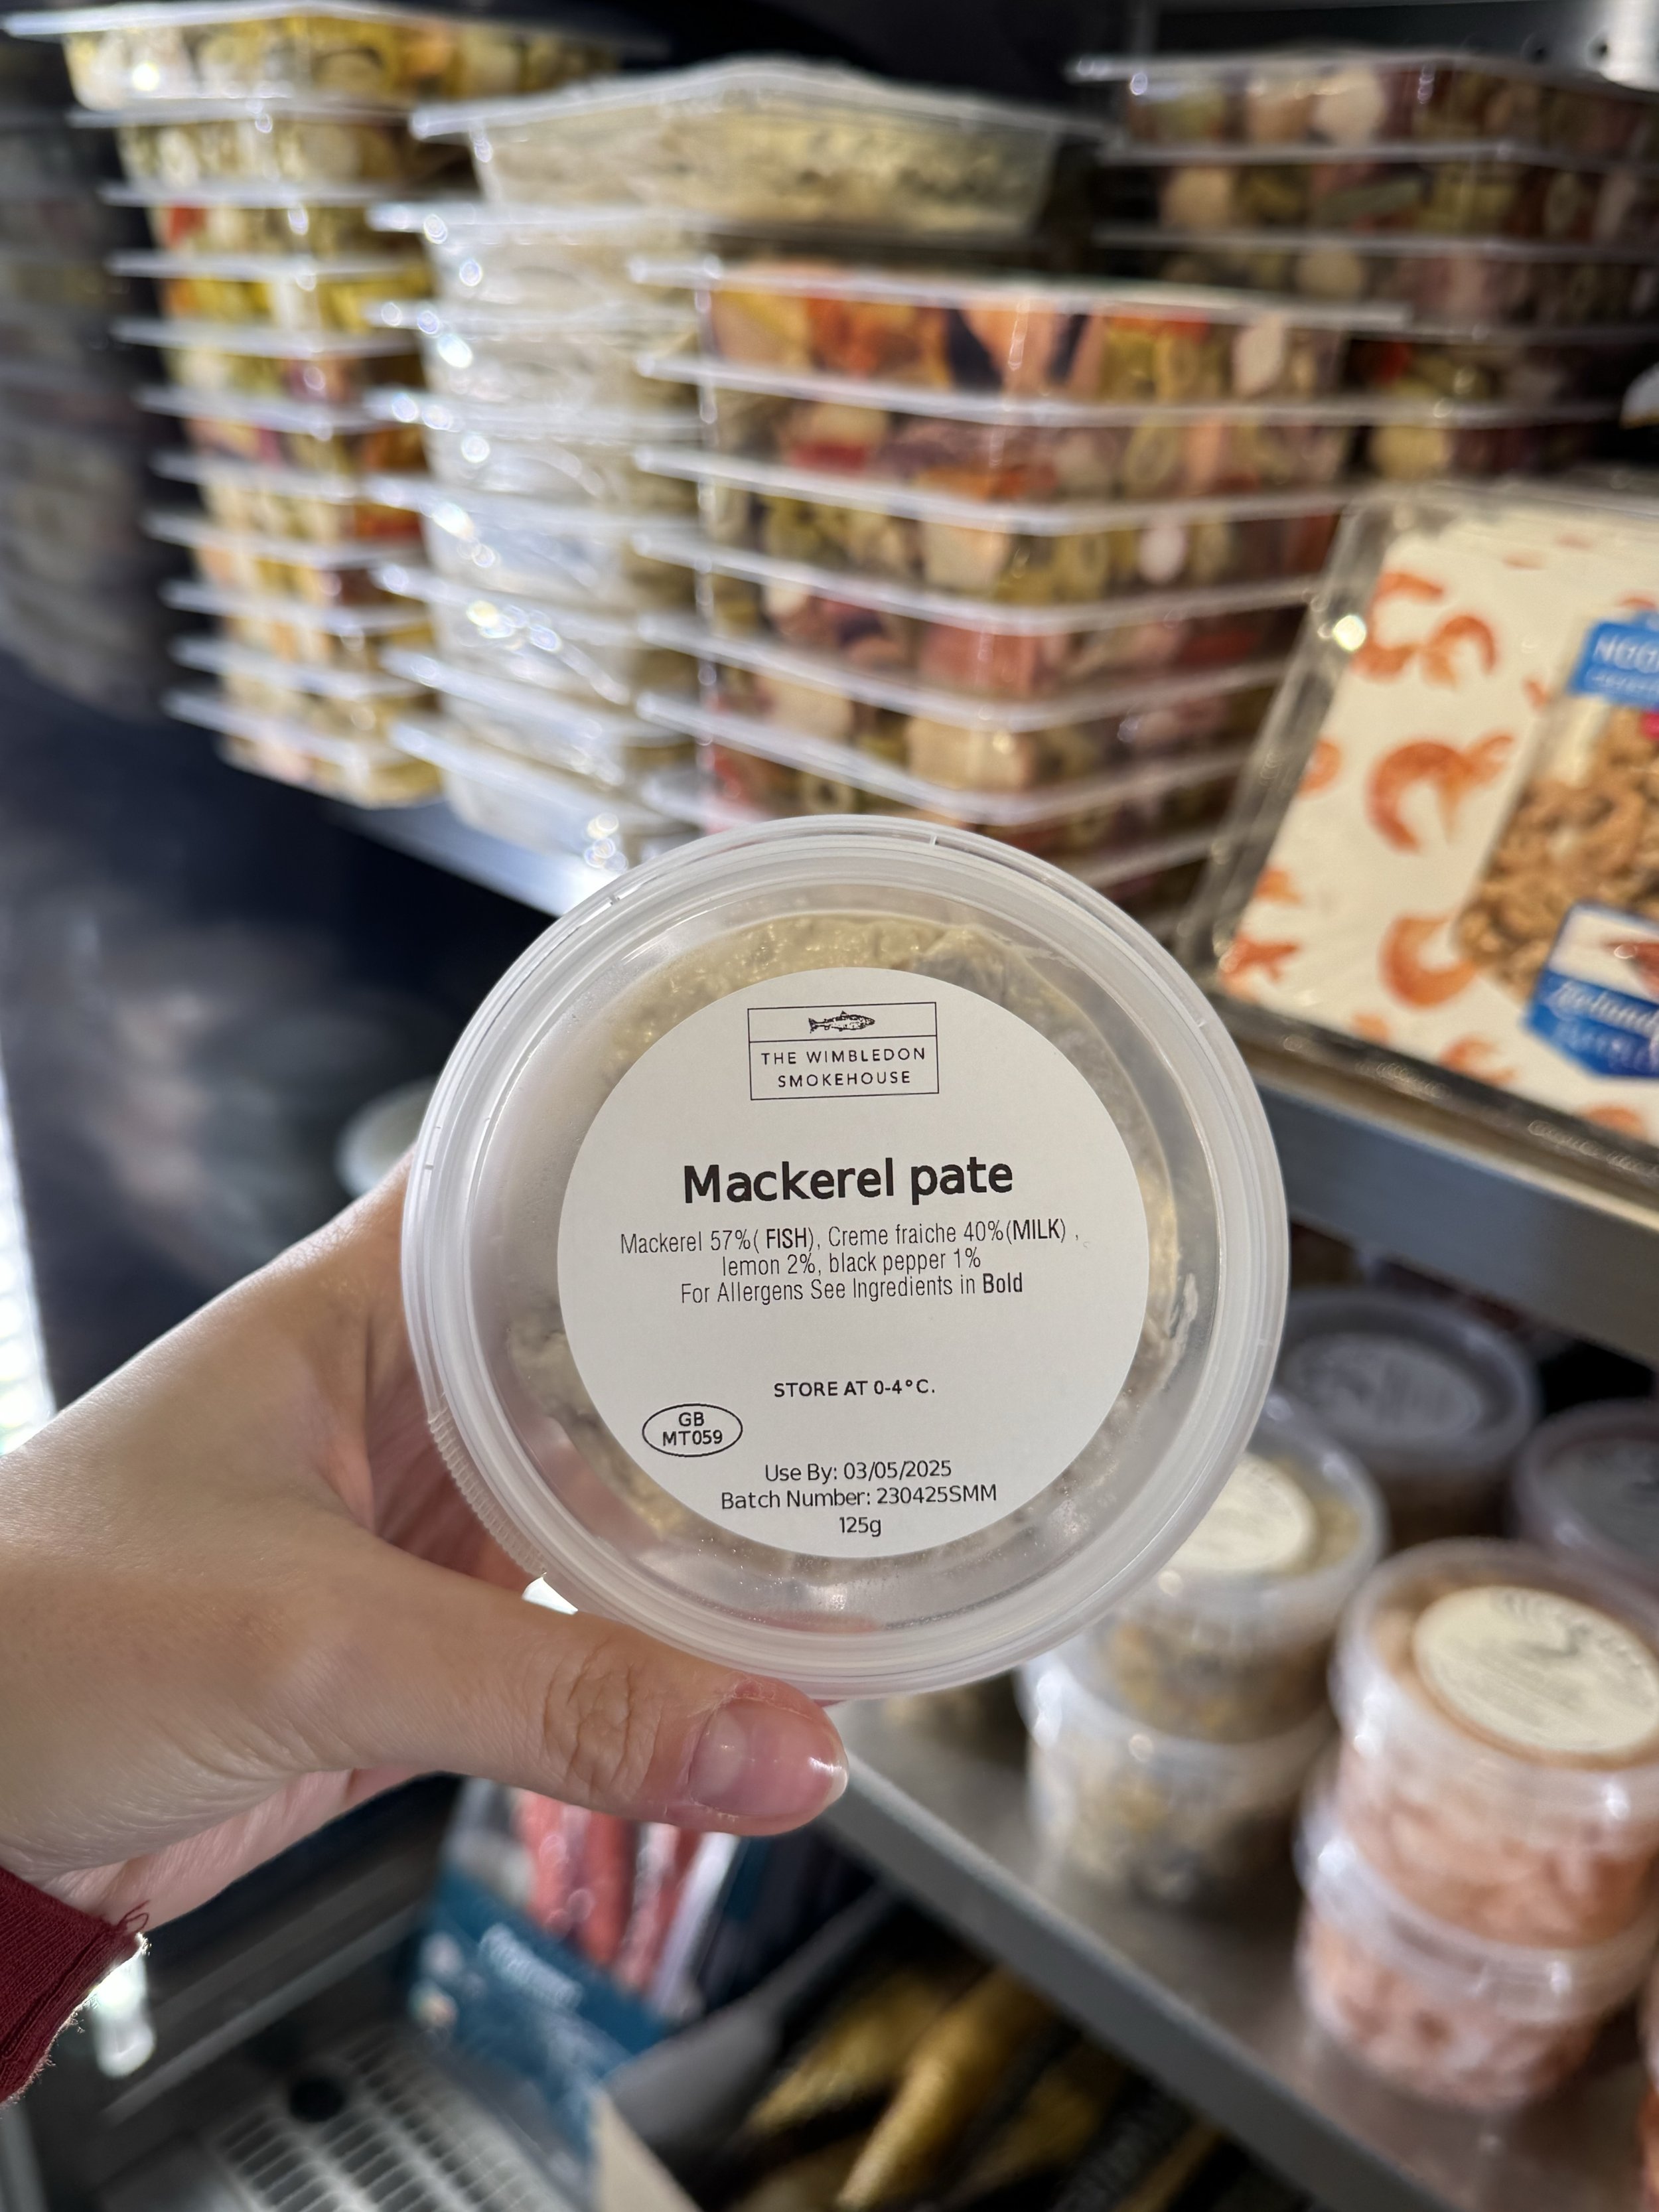 THE WIMBLEDON
SMOKEHOUSE
Mackerel pate
Mackerel 57%( FISH), Creme fraiche 40%(MILK) ,
lemon 2%, black pepper 1%
For Allergens See Ingredients in Bold
STORE AT 0-4°C.
GB
MT059
Use By: 03/05/2025
Batch Number: 230425SMM
125g